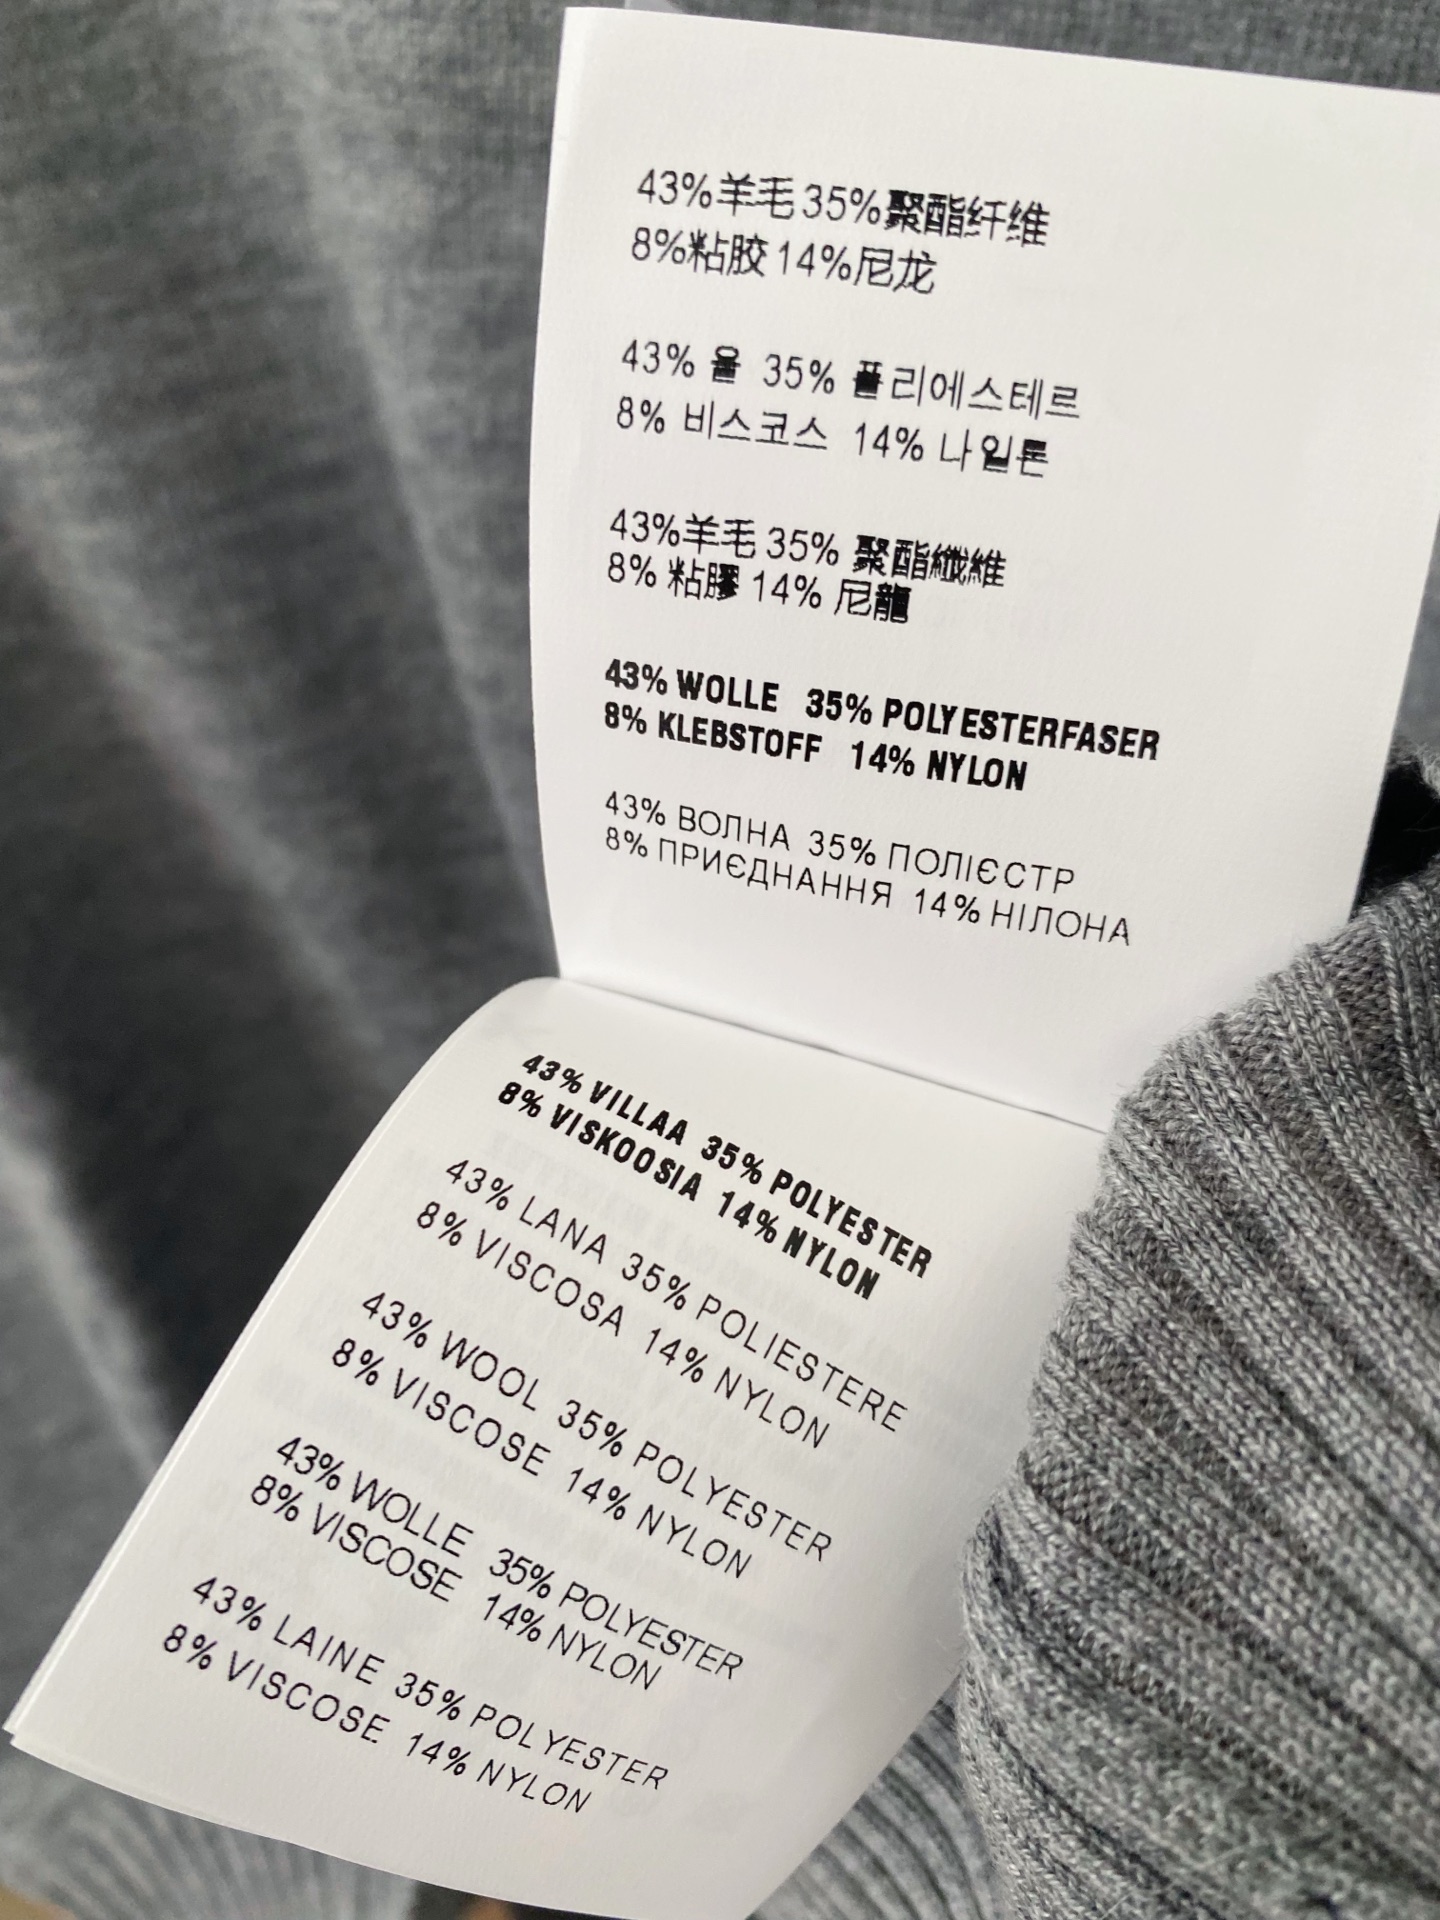 43%羊毛 35%聚酯纤维
8%粘胶 14%尼龙
43% 울 35% 폴리에스테르
8% 비스코스 14% 나일론
43%羊毛 35% 聚酯纖維
8% 粘膠 14% 尼龍
43% WOLLE 35% POLYESTERFASER
8% KLEBSTOFF 14% NYLON
43% ВОЛНА 35% ПОЛІЄСТР
8% ПРИЄДНАННЯ 14% НІЛОНА
43% VILLAA 35% POLYESTER
8% VISKOOSIA 14% NYLON
43% LANA 35% POLIESTERE
8% VISCOSA 14% NYLON
43% WOOL 35% POLYESTER
8% VISCOSE 14% NYLON
43% WOLLE 35% POLYESTER
8% VISCOSE 14% NYLON
43% LAINE 35% POLYESTER
8% VISCOSE 14% NYLON